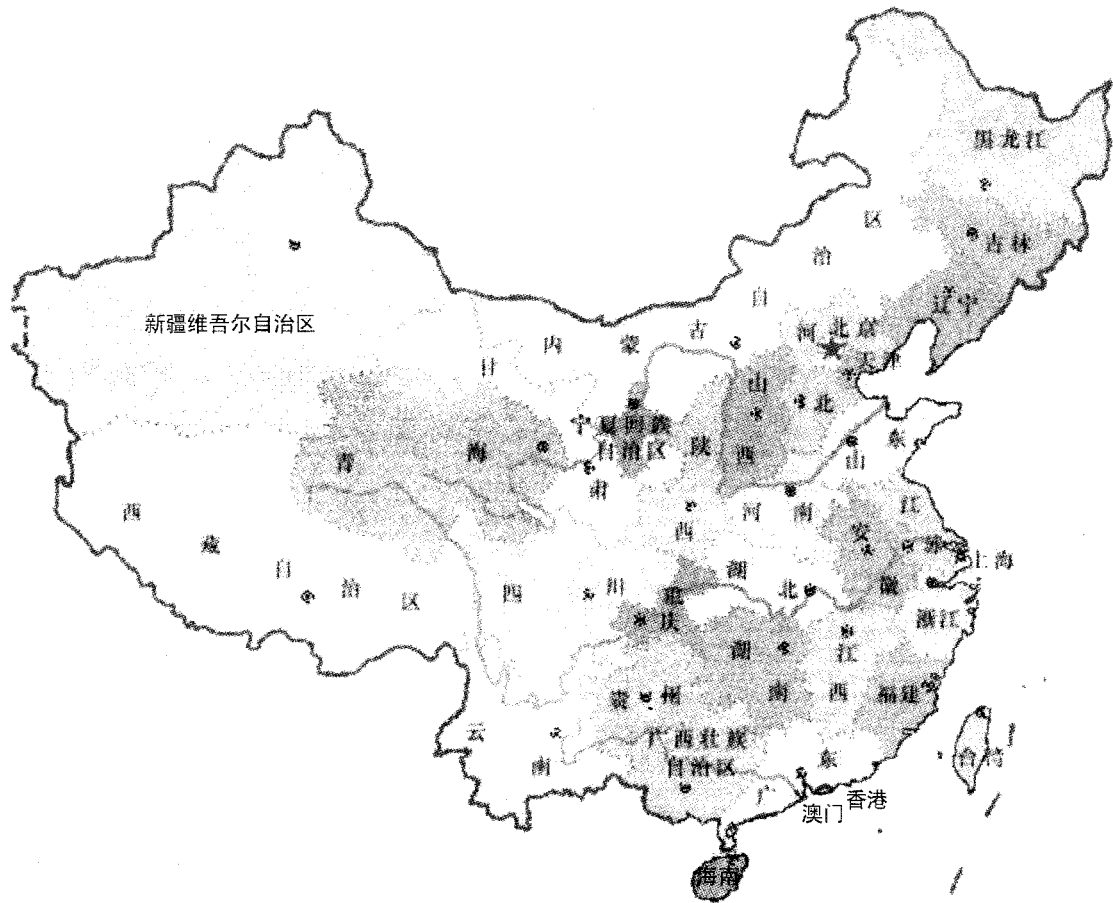 黑龙江
吉林
辽宁
内蒙古自治区
北京
天津
河北
新疆维吾尔自治区
甘肃
宁夏回族
自治区
山西
陕西
山东
青海
河南
江苏
安徽
上海
西藏自治区
四川
重庆
湖北
浙江
湖南
江西
福建
贵州
云南
广西壮族
自治区
广东
台湾
香港
澳门
海南